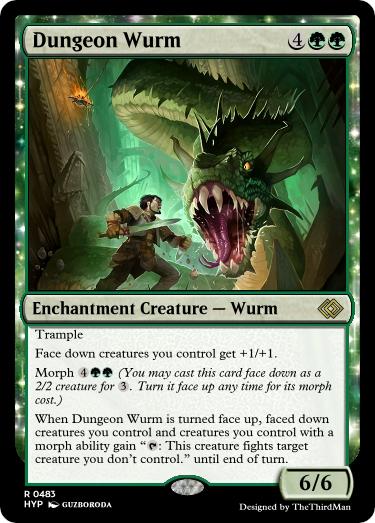 Dungeon Wurm 4
Enchantment Creature — Wurm
Trample
Face down creatures you control get +1/+1.
Morph 4 (You may cast this card face down as a
2/2 creature for 3. Turn it face up any time for its morph
cost.)
When Dungeon Wurm is turned face up, faced down
creatures you control and creatures you control with a
morph ability gain “: This creature fights target
creature you don't control.” until end of turn.
6/6
R 0483
HYP GUZBORODA
Designed by TheThirdMan